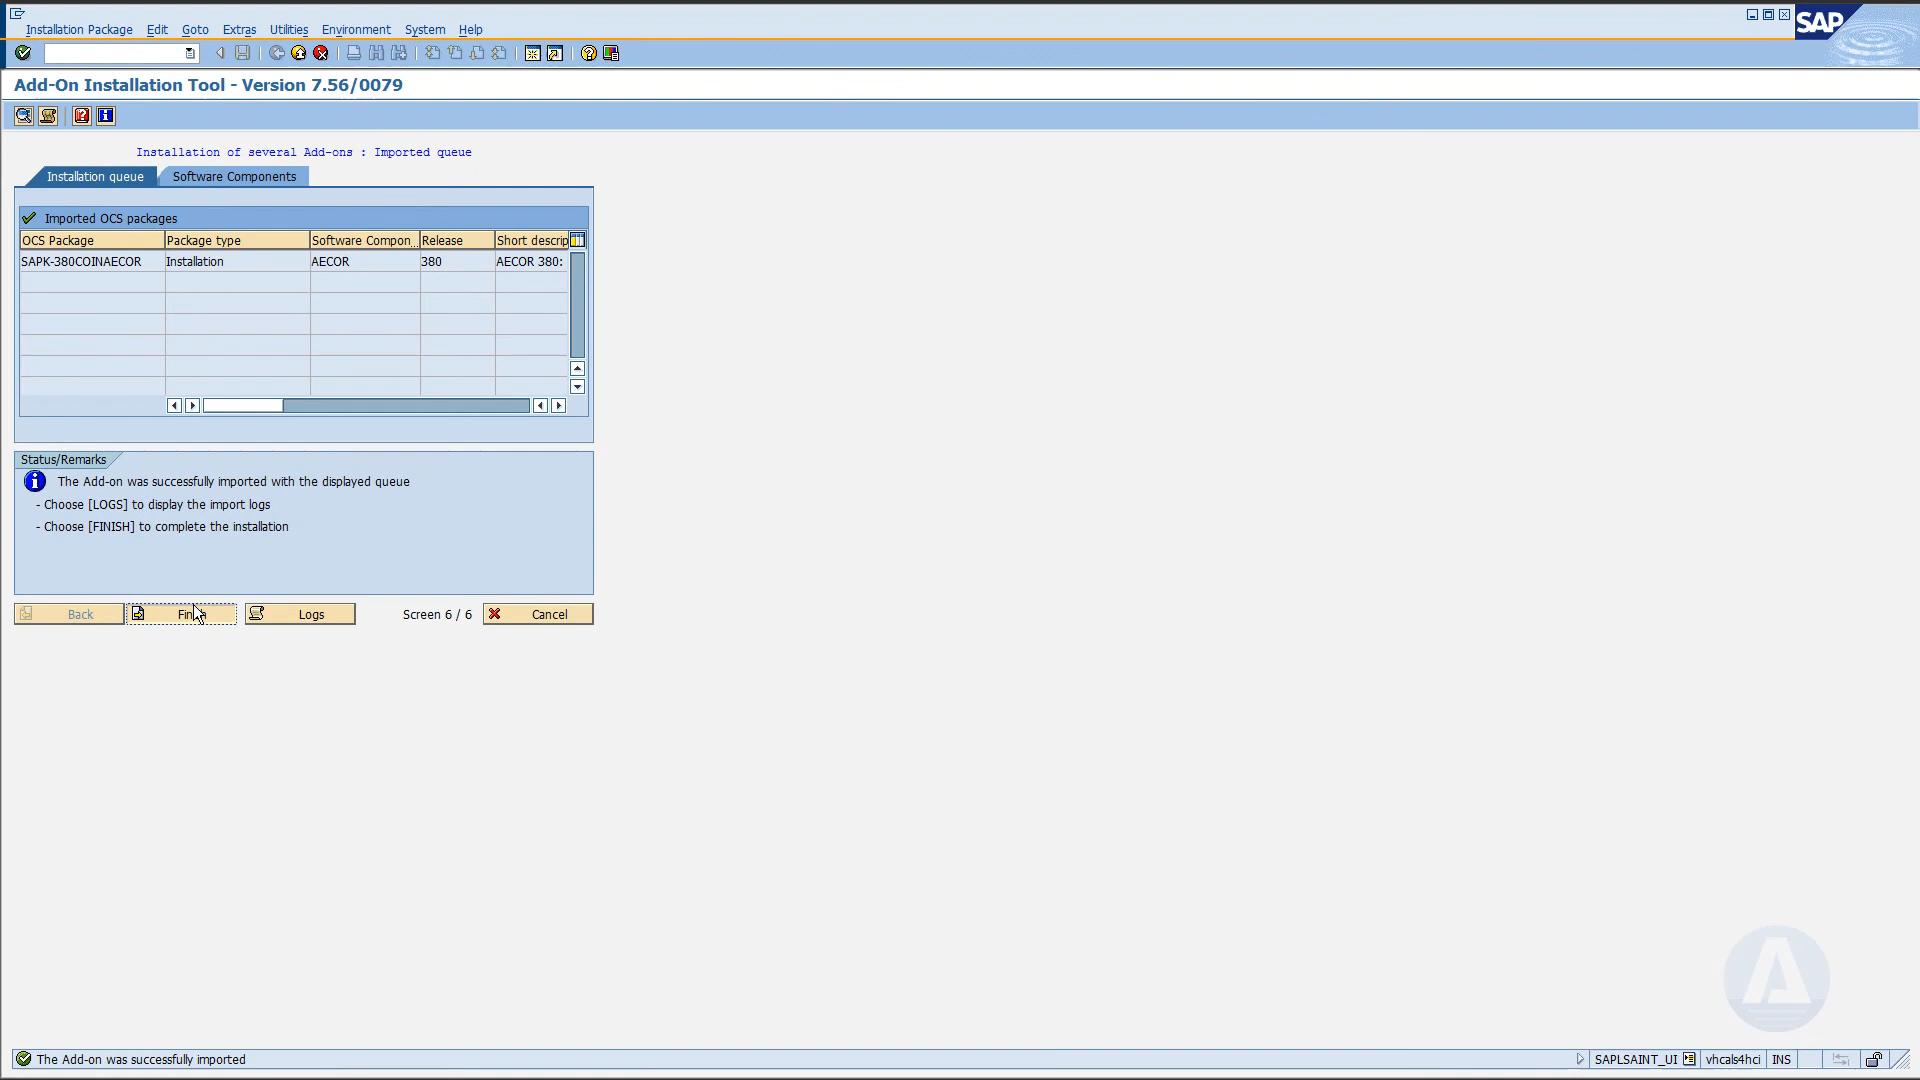 SAP
Installation Package Edit Goto Extras Utilities Environment System Help
Add-On Installation Tool - Version 7.56/0079
Installation of several Add-ons : Imported queue
Installation queue Software Components
Imported OCS packages
OCS Package Package type Software Compon... Release Short descrip
SAPK-380COINAECOR Installation AECOR 380 AECOR 380:
Status/Remarks
The Add-on was successfully imported with the displayed queue
- Choose [LOGS] to display the import logs
- Choose [FINISH] to complete the installation
Back Logs Screen 6 / 6 Cancel
The Add-on was successfully imported
SAPLSAINT_UI vhcals4hci INS